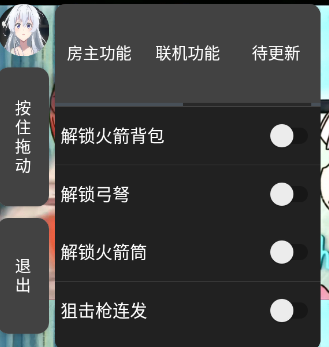 房主功能 联机功能 待更新
按住拖动
解锁火箭背包
解锁弓弩
退出
解锁火箭筒
狙击枪连发